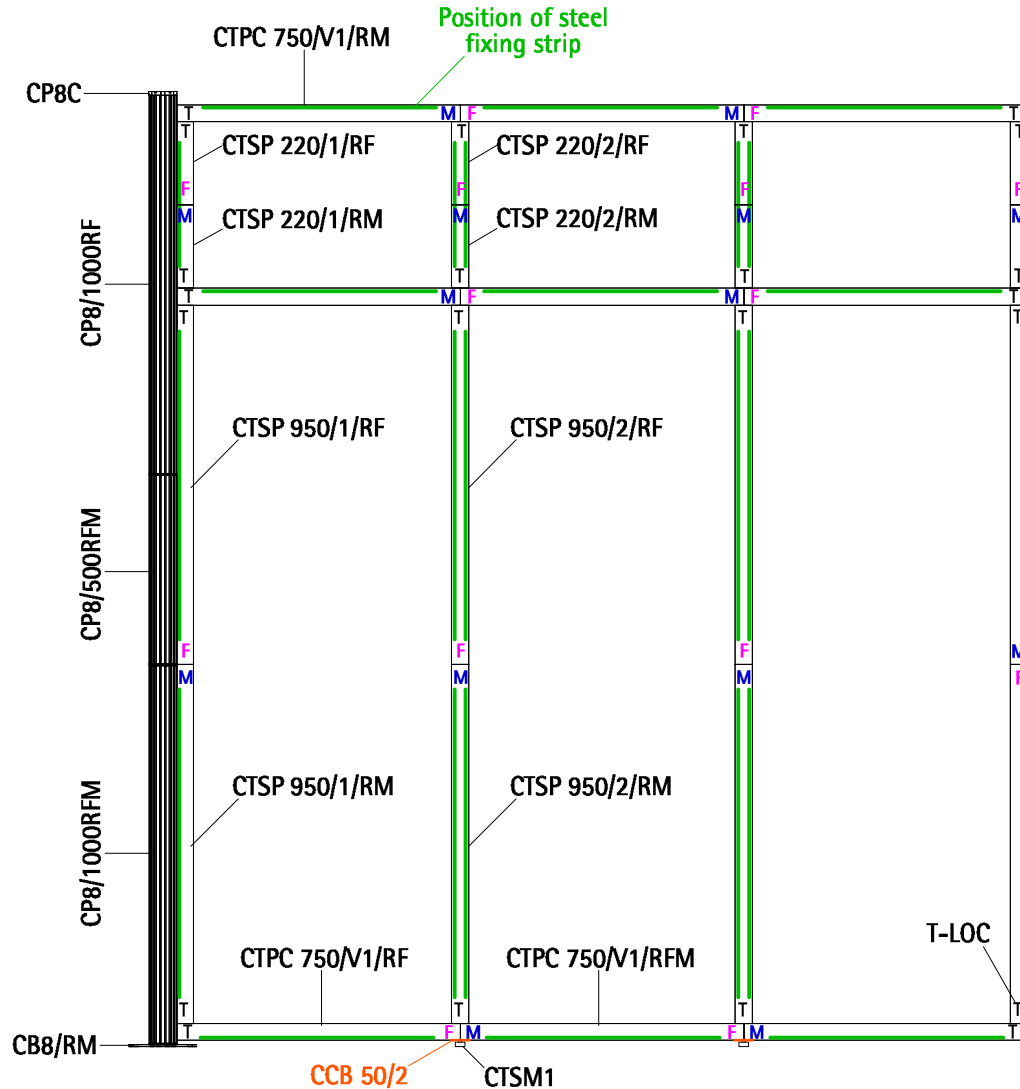 Position of steel
fixing strip
CTPC 750/V1/RM
CP8C
T M F M F T
T T T T
CTSP 220/1/RF
CTSP 220/2/RF
F F F F
M M M M
CTSP 220/1/RM
CTSP 220/2/RM
CP8/1000RF
T T T T
T M F M F T
T T T T
CTSP 950/1/RF
CTSP 950/2/RF
CP8/500RFM
F F F M
M M M F
CTSP 950/1/RM
CTSP 950/2/RM
CP8/1000RFM
T-LOC
CTPC 750/V1/RF
CTPC 750/V1/RFM
T T T T
T F M F M T
CB8/RM
CCB 50/2
CTSM1